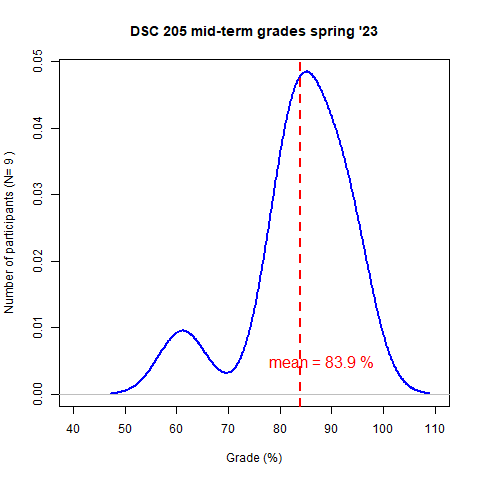 DSC 205 mid-term grades spring '23
Number of participants (N= 9 )
0.05
0.04
0.03
0.02
0.01
0.00
mean = 83.9 %
40 50 60 70 80 90 100 110
Grade (%)